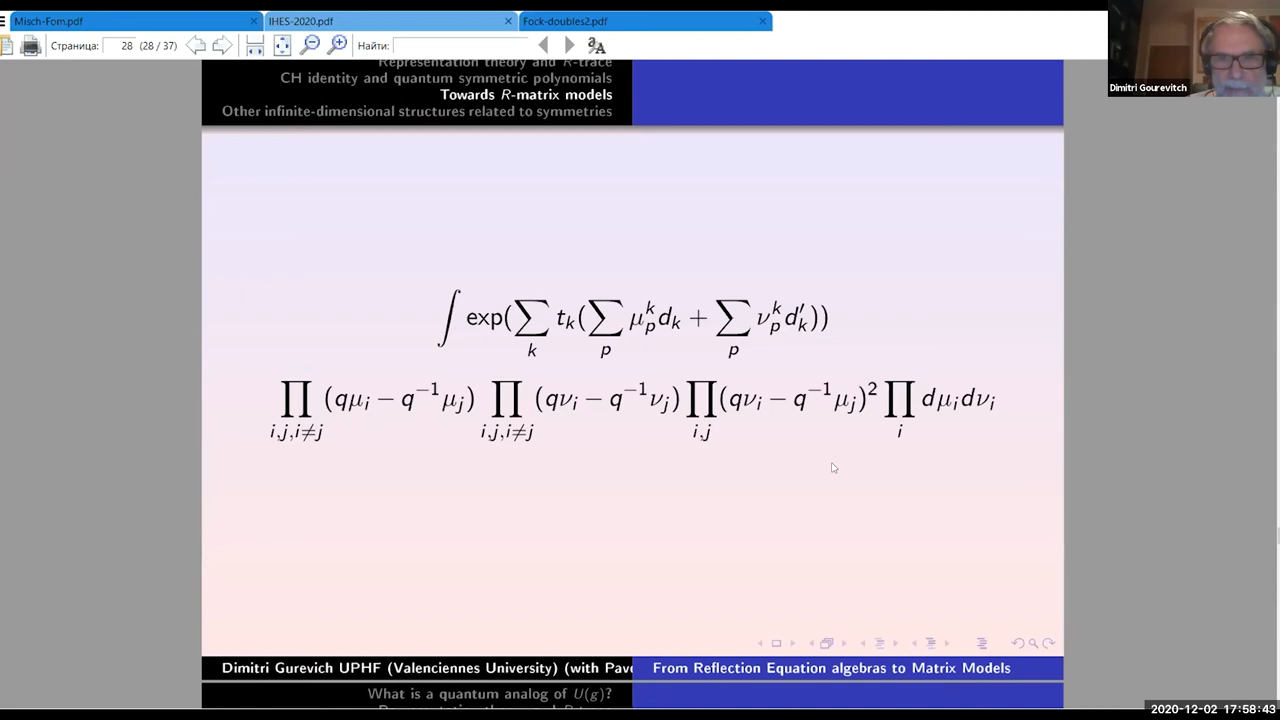 Misch-Fom.pdf
IHES-2020.pdf
Fock-doubles2.pdf
Страница: 28 (28 / 37)
Найти:
Dimitri Gourevitch
Representation theory and R-trace
CH identity and quantum symmetric polynomials
Towards R-matrix models
Other infinite-dimensional structures related to symmetries
∫ exp(∑_k t_k(∑_p μ_p^k d_k + ∑_p ν_p^k d'_k))
∏_{i,j,i≠j} (qμ_i − q^{−1}μ_j) ∏_{i,j,i≠j} (qν_i − q^{−1}ν_j) ∏_{i,j} (qν_i − q^{−1}μ_j)^2 ∏_i dμ_i dν_i
Dimitri Gurevich UPHF (Valenciennes University) (with Pave
From Reflection Equation algebras to Matrix Models
What is a quantum analog of U(g)?
2020-12-02 17:58:43